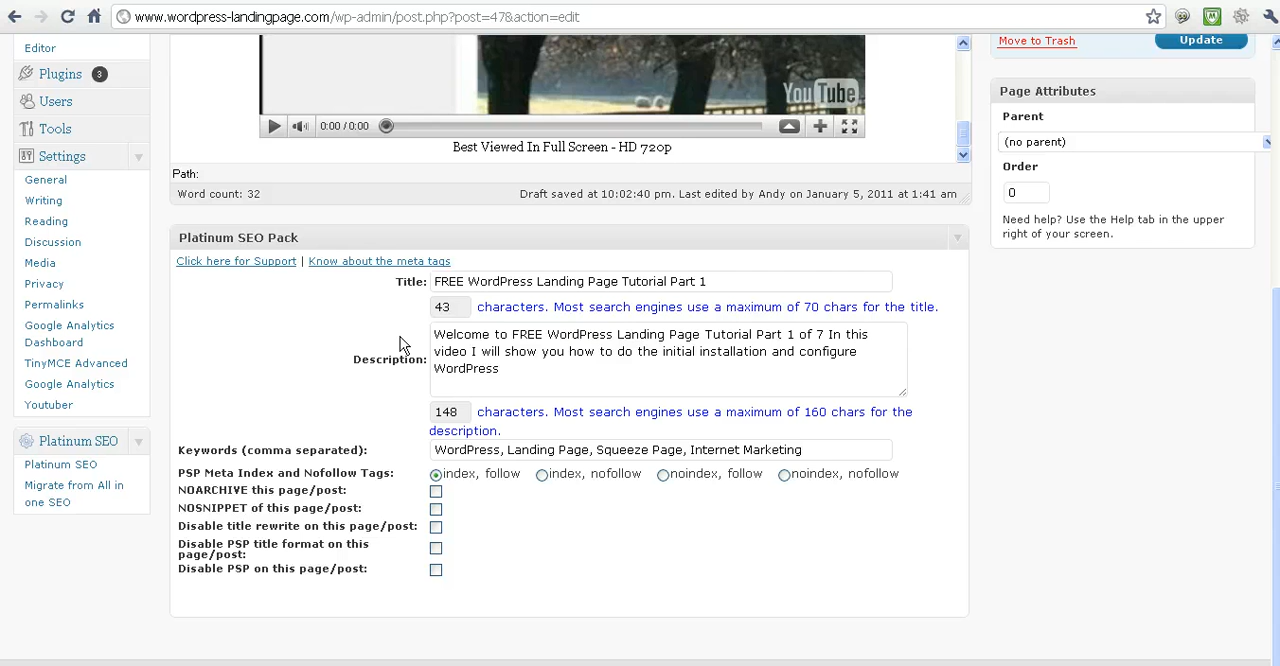 www.wordpress-landingpage.com/wp-admin/post.php?post=47&action=edit
Editor
Plugins 3
Users
Tools
Settings
General
Writing
Reading
Discussion
Media
Privacy
Permalinks
Google Analytics
Dashboard
TinyMCE Advanced
Google Analytics
Youtuber
Platinum SEO
Platinum SEO
Migrate from All in
one SEO
YouTube
0:00 / 0:00
Best Viewed In Full Screen - HD 720p
Path:
Word count: 32
Draft saved at 10:02:40 pm. Last edited by Andy on January 5, 2011 at 1:41 am
Platinum SEO Pack
Click here for Support | Know about the meta tags
Title: FREE WordPress Landing Page Tutorial Part 1
43 characters. Most search engines use a maximum of 70 chars for the title.
Description:
Welcome to FREE WordPress Landing Page Tutorial Part 1 of 7 In this
video I will show you how to do the initial installation and configure
WordPress
148 characters. Most search engines use a maximum of 160 chars for the
description.
Keywords (comma separated): WordPress, Landing Page, Squeeze Page, Internet Marketing
PSP Meta Index and Nofollow Tags: index, follow index, nofollow noindex, follow noindex, nofollow
NOARCHIVE this page/post:
NOSNIPPET of this page/post:
Disable title rewrite on this page/post:
Disable PSP title format on this
page/post:
Disable PSP on this page/post:
Move to Trash
Update
Page Attributes
Parent
(no parent)
Order
0
Need help? Use the Help tab in the upper
right of your screen.